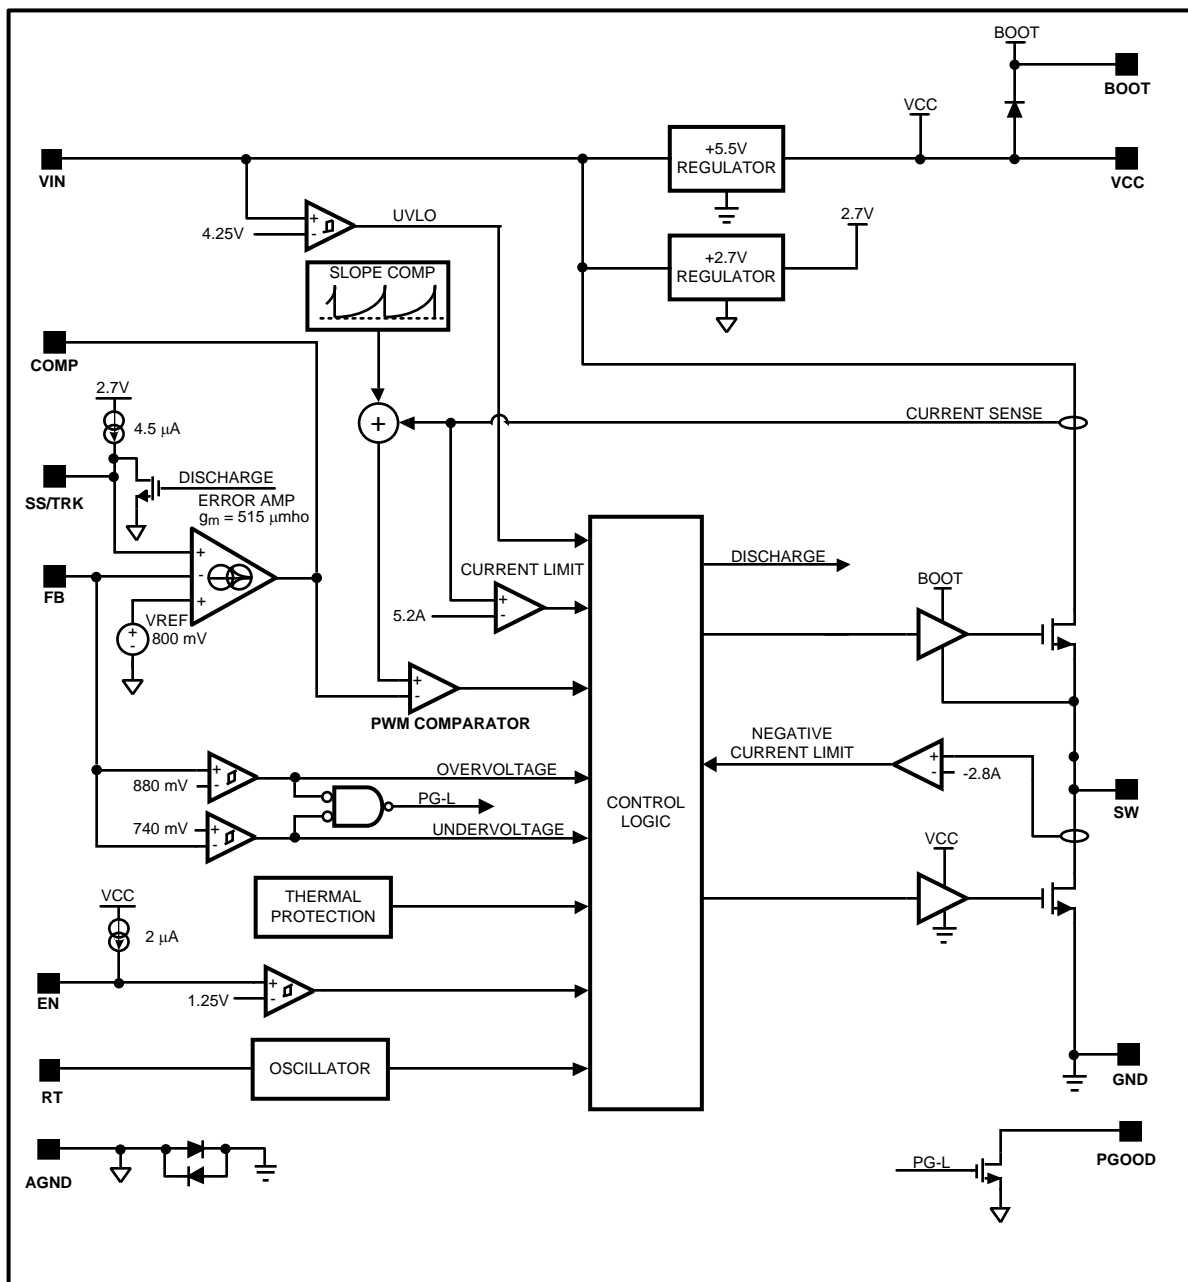 BOOT
BOOT
VCC
+5.5V
REGULATOR
VIN
VCC
UVLO
4.25V
+
-
2.7V
+2.7V
REGULATOR
SLOPE COMP
COMP
2.7V
4.5 μA
+
CURRENT SENSE
SS/TRK
DISCHARGE
ERROR AMP
gm = 515 μmho
+
-
+
FB
VREF
800 mV
+
-
CURRENT LIMIT
5.2A
+
-
DISCHARGE
BOOT
+
-
PWM COMPARATOR
NEGATIVE
CURRENT LIMIT
+
-
-2.8A
SW
880 mV
+
-
OVERVOLTAGE
PG-L
740 mV
+
-
UNDERVOLTAGE
CONTROL
LOGIC
VCC
THERMAL
PROTECTION
VCC
2 μA
EN
1.25V
+
-
RT
OSCILLATOR
GND
AGND
PG-L
PGOOD